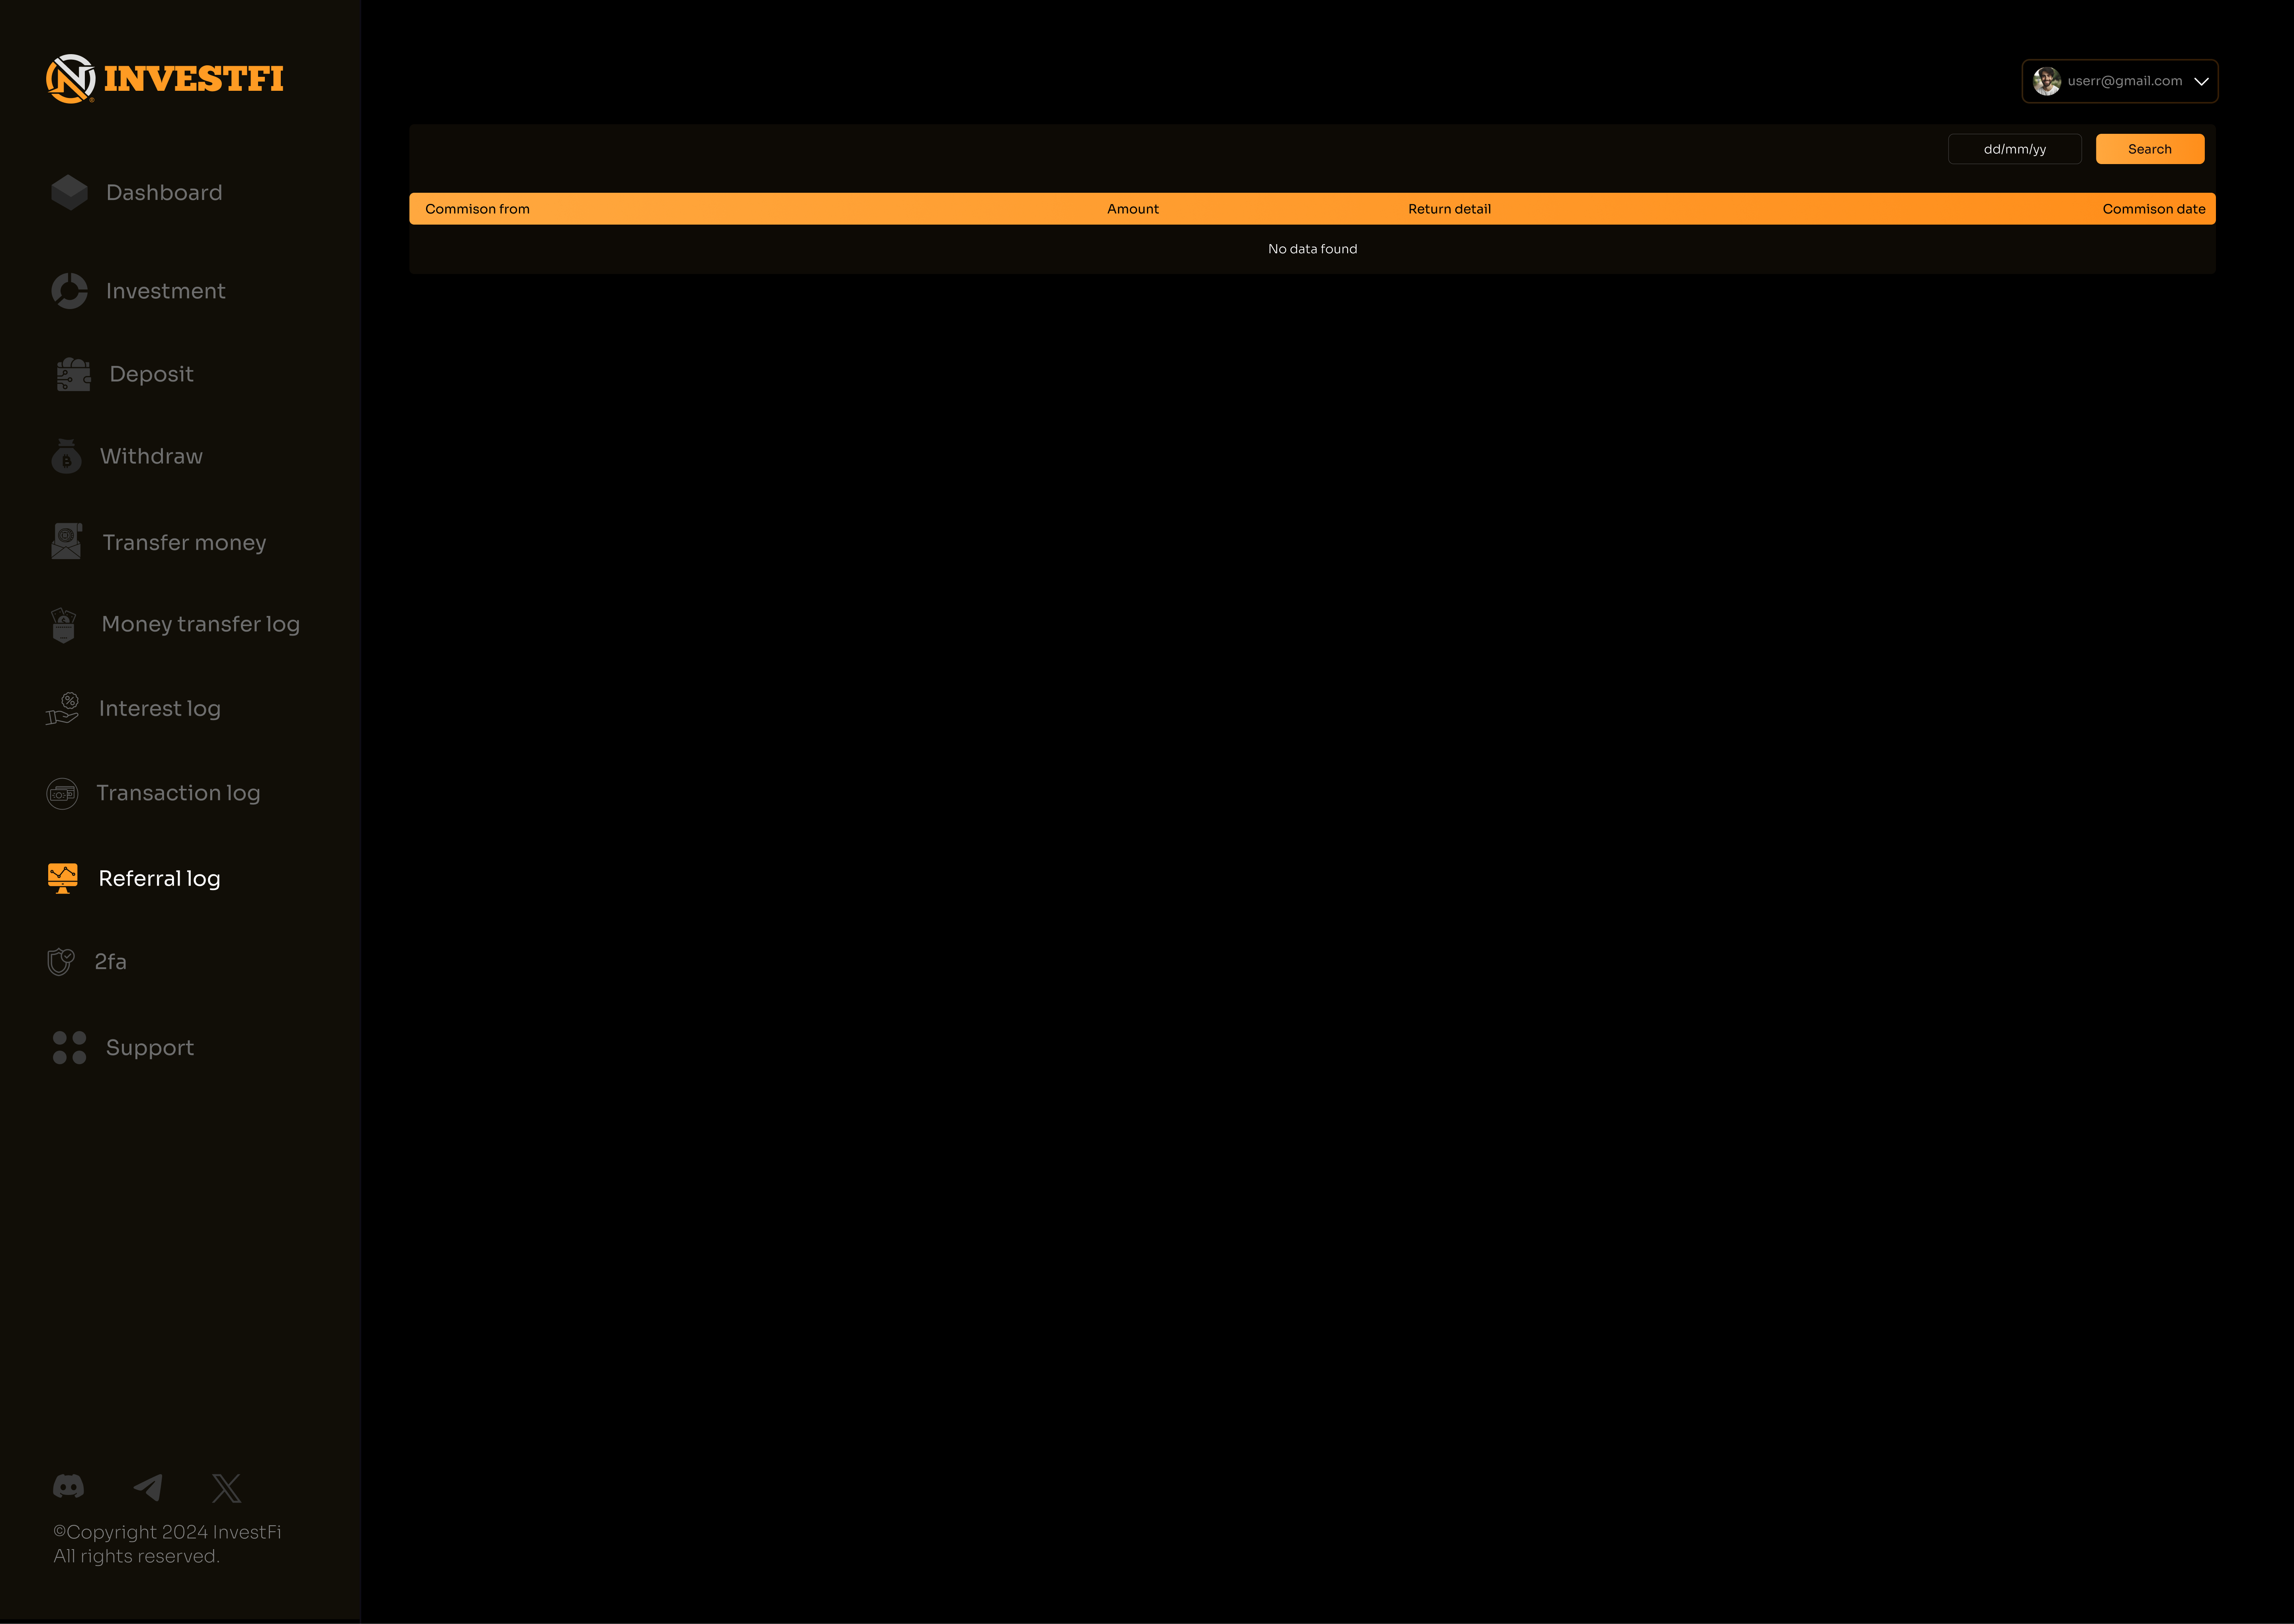 INVESTFI
userr@gmail.com
dd/mm/yy
Search
Commison from
Amount
Return detail
Commison date
No data found
Dashboard
Investment
Deposit
Withdraw
Transfer money
Money transfer log
Interest log
Transaction log
Referral log
2fa
Support
©Copyright 2024 InvestFi
All rights reserved.